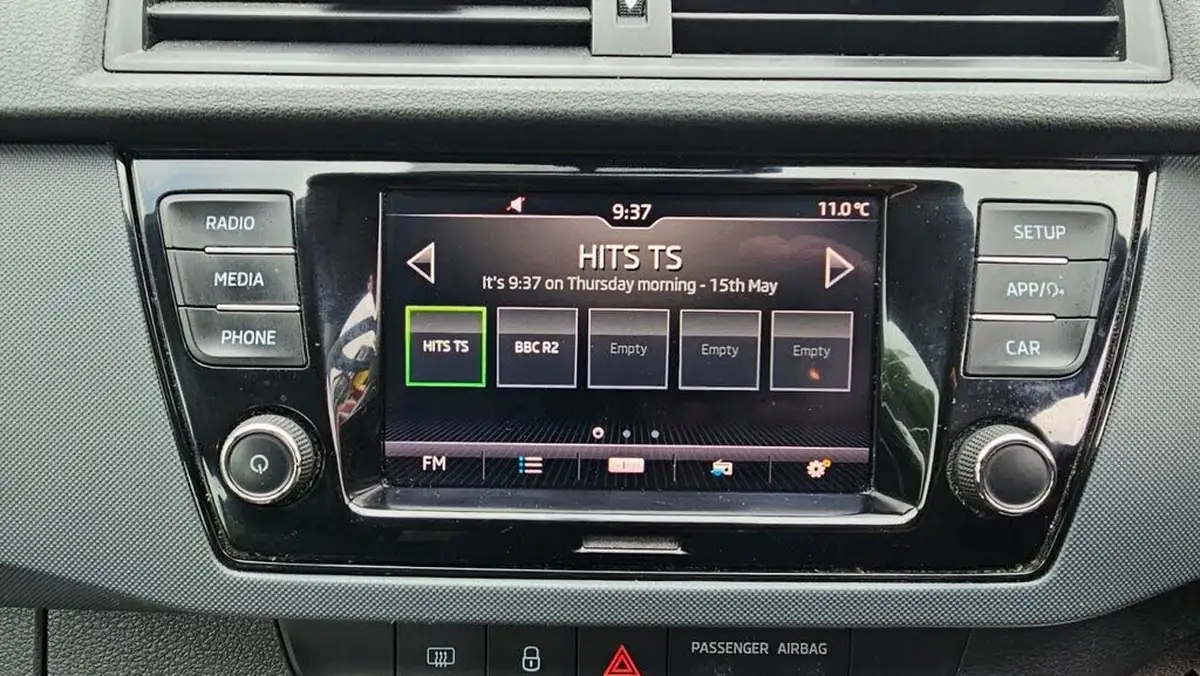 RADIO
MEDIA
PHONE
9:37
11.0°C
HITS TS
It's 9:37 on Thursday morning - 15th May
HITS TS
BBC R2
Empty
Empty
Empty
FM
SETUP
APP/
CAR
PASSENGER AIRBAG